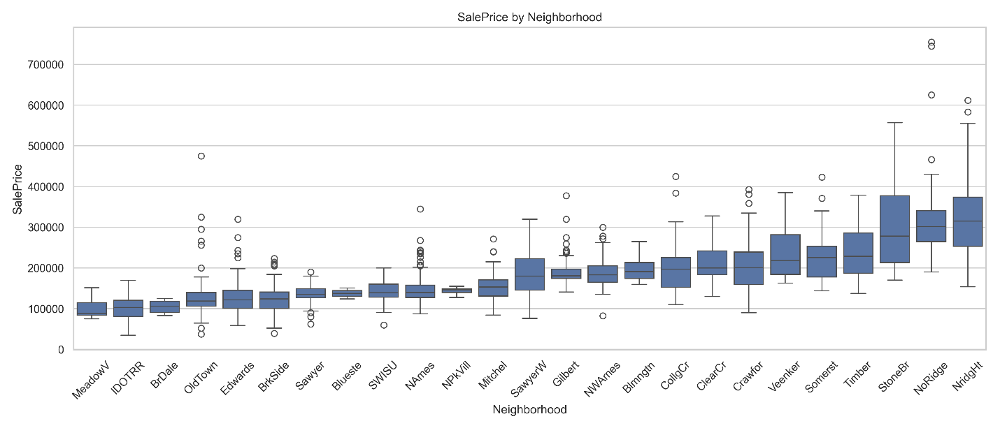 SalePrice by Neighborhood
SalePrice
700000
600000
500000
400000
300000
200000
100000
0
MeadowV
IDOTRR
BrDale
OldTown
Edwards
BrkSide
Sawyer
Blueste
SWISU
NAmes
NPkVill
Mitchel
SawyerW
Gilbert
NWAmes
Blmngtn
CollgCr
ClearCr
Crawfor
Veenker
Somerst
Timber
StoneBr
NoRidge
NridgHt
Neighborhood